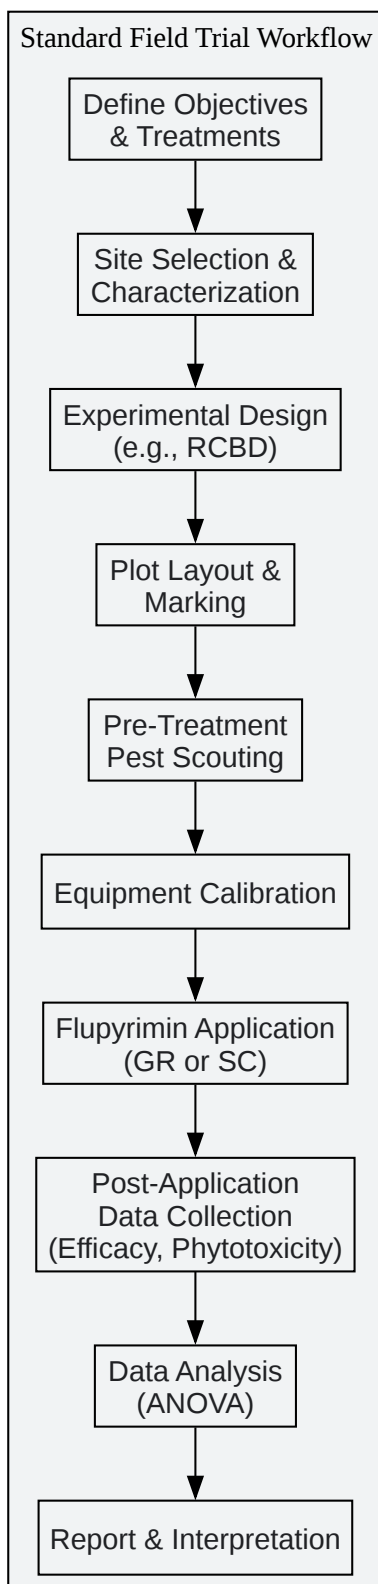 Standard Field Trial Workflow
Define Objectives
& Treatments
Site Selection &
Characterization
Experimental Design
(e.g., RCBD)
Plot Layout &
Marking
Pre-Treatment
Pest Scouting
Equipment Calibration
Flupyrimin Application
(GR or SC)
Post-Application
Data Collection
(Efficacy, Phytotoxicity)
Data Analysis
(ANOVA)
Report & Interpretation